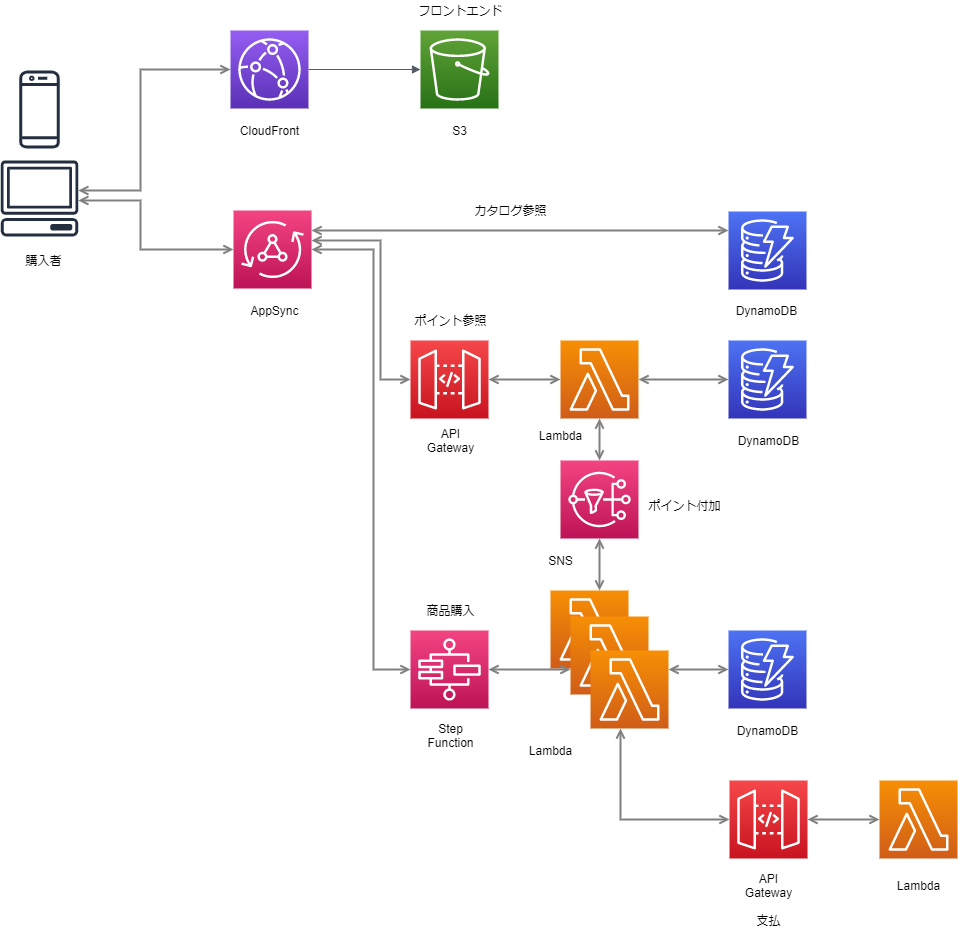 フロントエンド
CloudFront
S3
購入者
カタログ参照
AppSync
DynamoDB
ポイント参照
API
Gateway
Lambda
DynamoDB
ポイント付加
SNS
商品購入
Step
Function
Lambda
DynamoDB
API
Gateway
Lambda
支払